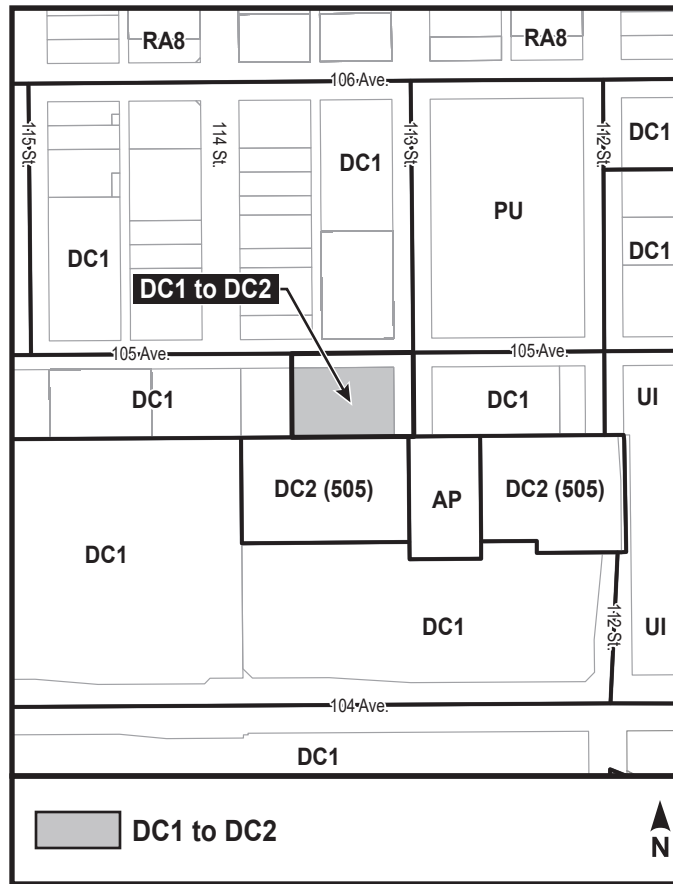 RA8
RA8
106 Ave.
115 St.
114 St.
113 St.
112 St.
DC1
DC1
PU
DC1
DC1
DC1 to DC2
105 Ave.
105 Ave.
DC1
DC1
UI
DC2 (505)
AP
DC2 (505)
DC1
DC1
112 St.
UI
104 Ave.
DC1
DC1 to DC2
N